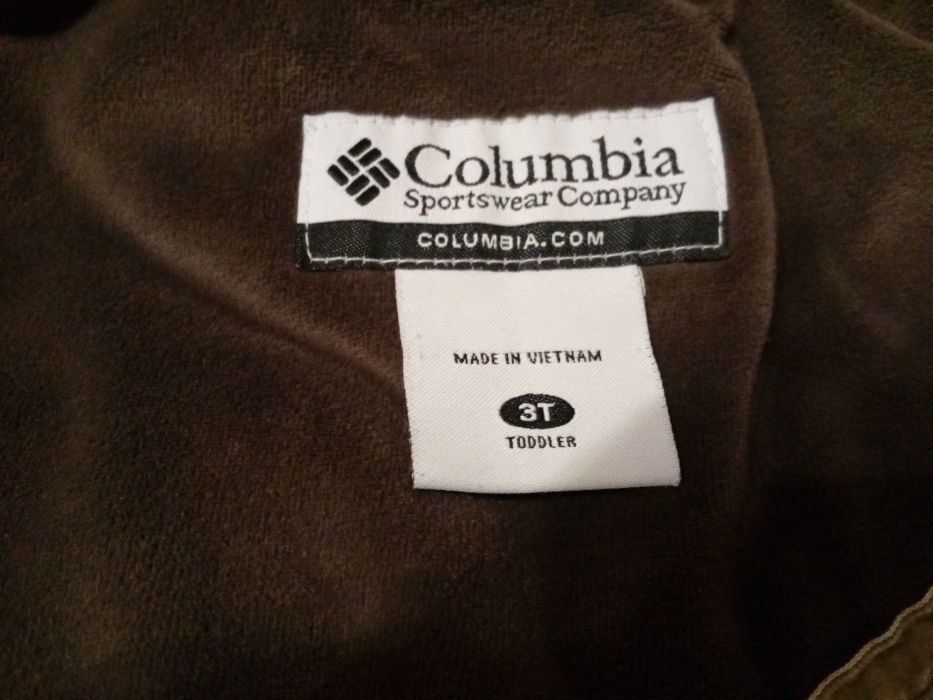 Columbia
Sportswear Company
COLUMBIA.COM
MADE IN VIETNAM
3T
TODDLER